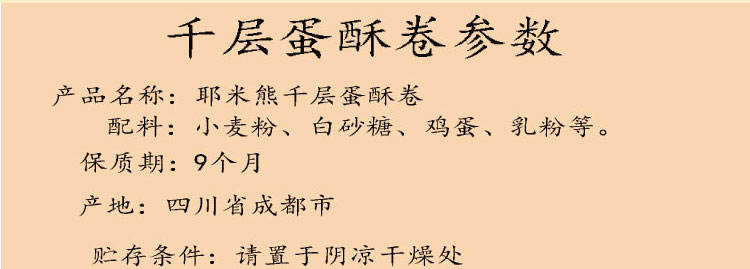 千层蛋酥卷参数
产品名称：耶米熊千层蛋酥卷
配料：小麦粉、白砂糖、鸡蛋、乳粉等。
保质期：9个月
产地：四川省成都市
贮存条件：请置于阴凉干燥处